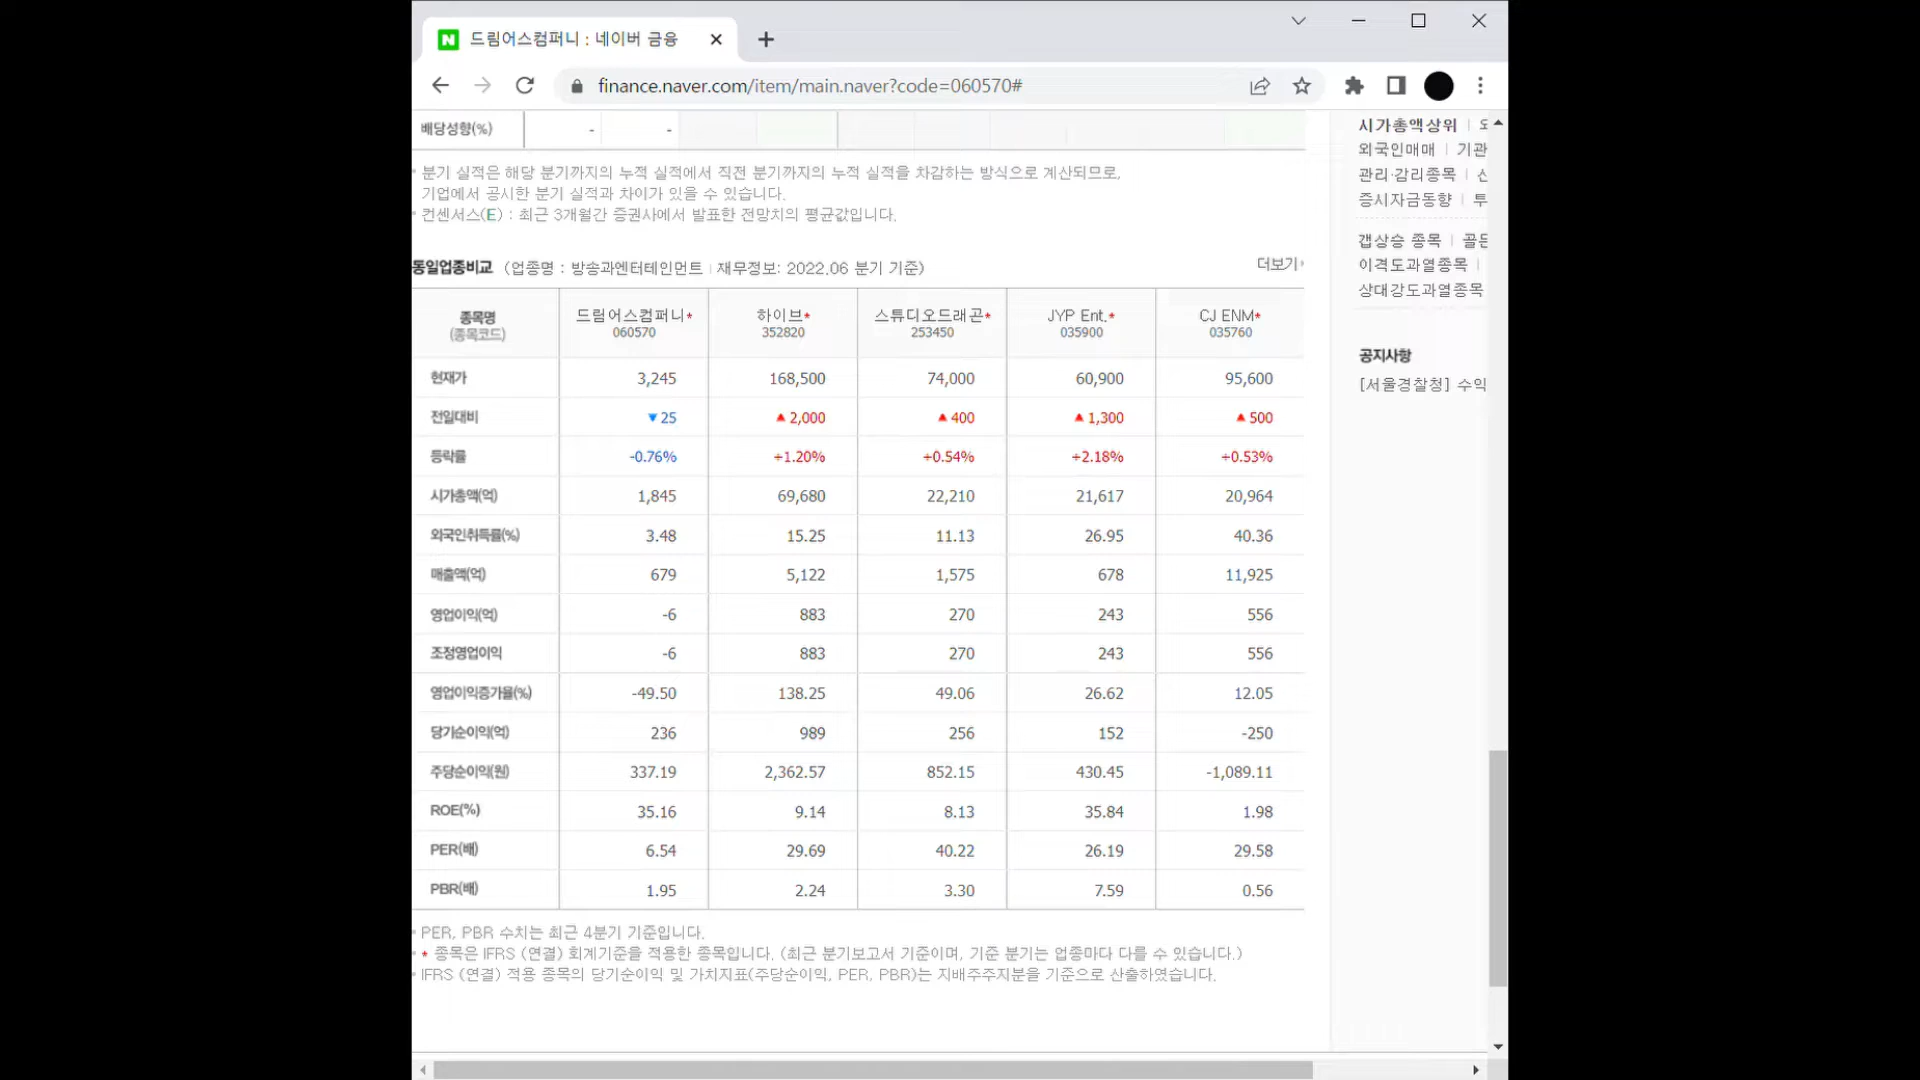 드림어스컴퍼니 : 네이버 금융
finance.naver.com/item/main.naver?code=060570#
배당성향(%) - -
* 분기 실적은 해당 분기까지의 누적 실적에서 직전 분기까지의 누적 실적을 차감하는 방식으로 계산되므로,
기업에서 공시한 분기 실적과 차이가 있을 수 있습니다.
* 컨센서스(E) : 최근 3개월간 증권사에서 발표한 전망치의 평균값입니다.
동일업종비교 (업종명 : 방송과엔터테인먼트 | 재무정보: 2022.06 분기 기준) 더보기
종목명 드림어스컴퍼니* 하이브* 스튜디오드래곤* JYP Ent.* CJ ENM*
(종목코드) 060570 352820 253450 035900 035760
현재가 3,245 168,500 74,000 60,900 95,600
전일대비 ▼25 ▲2,000 ▲400 ▲1,300 ▲500
등락률 -0.76% +1.20% +0.54% +2.18% +0.53%
시가총액(억) 1,845 69,680 22,210 21,617 20,964
외국인취득률(%) 3.48 15.25 11.13 26.95 40.36
매출액(억) 679 5,122 1,575 678 11,925
영업이익(억) -6 883 270 243 556
조정영업이익 -6 883 270 243 556
영업이익증가율(%) -49.50 138.25 49.06 26.62 12.05
당기순이익(억) 236 989 256 152 -250
주당순이익(원) 337.19 2,362.57 852.15 430.45 -1,089.11
ROE(%) 35.16 9.14 8.13 35.84 1.98
PER(배) 6.54 29.69 40.22 26.19 29.58
PBR(배) 1.95 2.24 3.30 7.59 0.56
* PER, PBR 수치는 최근 4분기 기준입니다.
* * 종목은 IFRS (연결) 회계기준을 적용한 종목입니다. (최근 분기보고서 기준이며, 기준 분기는 업종마다 다를 수 있습니다.)
* IFRS (연결) 적용 종목의 당기순이익 및 가치지표(주당순이익, PER, PBR)는 지배주주지분을 기준으로 산출하였습니다.
시가총액상위 |
외국인매매 | 기관
관리·감리종목 |
증시자금동향 | 투
갭상승 종목 | 골든
이격도과열종목 |
상대강도과열종목
공지사항
[서울경찰청] 수익